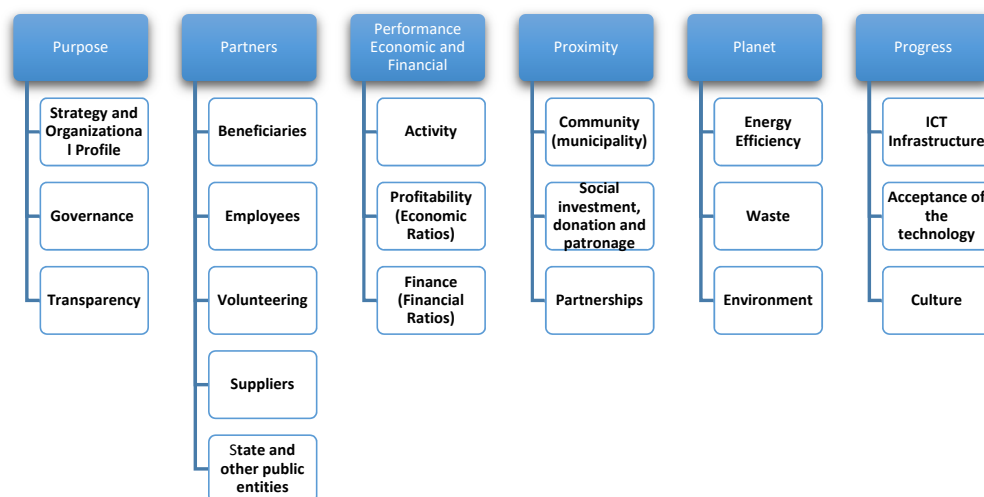 Purpose
Strategy and
Organizationa
l Profile
Governance
Transparency
Partners
Beneficiaries
Employees
Volunteering
Suppliers
State and
other public
entities
Performance
Economic and
Financial
Activity
Profitability
(Economic
Ratios)
Finance
(Financial
Ratios)
Proximity
Community
(municipality)
Social
investment,
donation and
patronage
Partnerships
Planet
Energy
Efficiency
Waste
Environment
Progress
ICT
Infrastructure
Acceptance of
the
technology
Culture